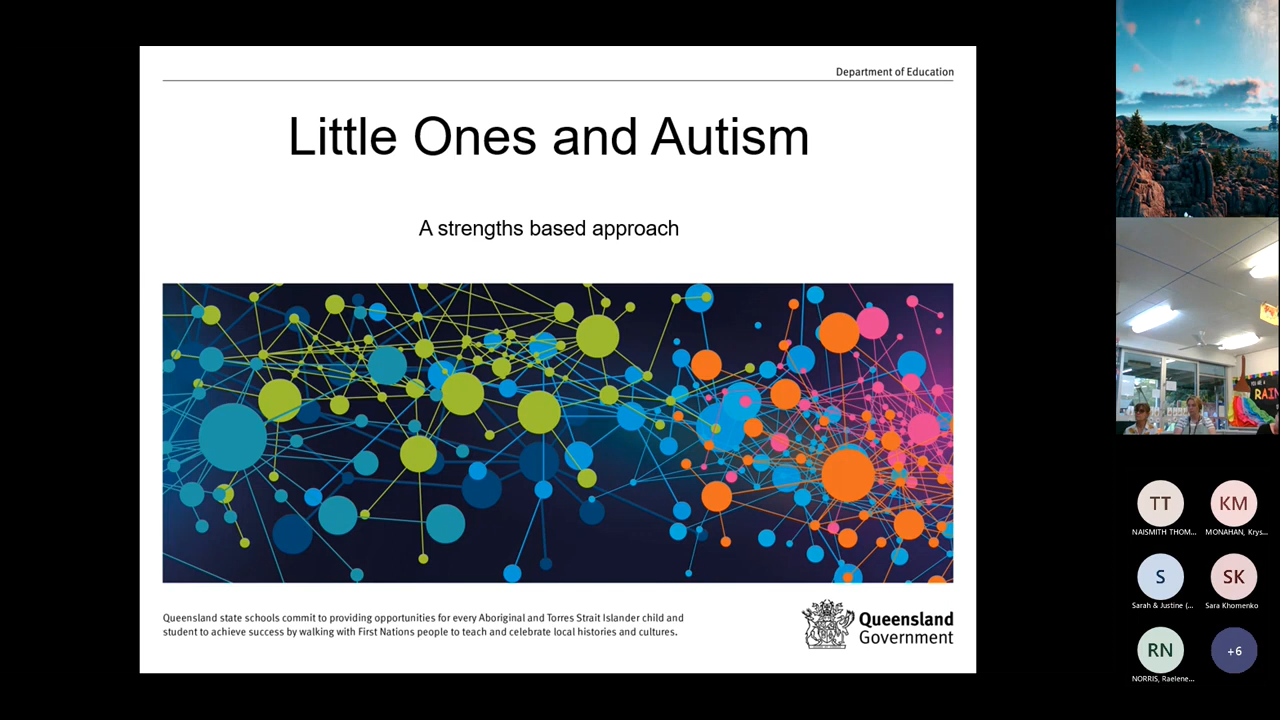 Department of Education
Little Ones and Autism
A strengths based approach
Queensland state schools commit to providing opportunities for every Aboriginal and Torres Strait Islander child and
student to achieve success by walking with First Nations people to teach and celebrate local histories and cultures.
Queensland
Government
RAIN
TT
NAISMITH THOM...
KM
MONAHAN, Krys...
S
Sarah & Justine (...
SK
Sara Khomenko
RN
NORRIS, Raelene...
+6